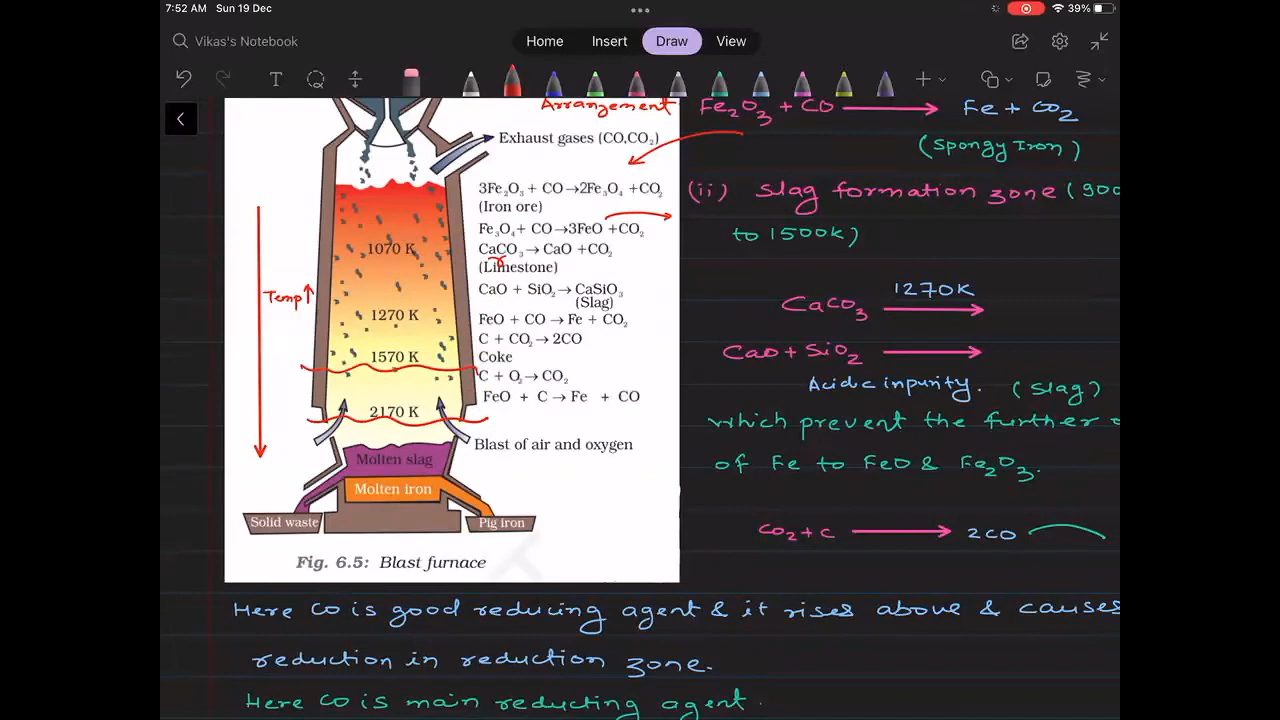 7:52 AM Sun 19 Dec
39%
Vikas's Notebook
Home Insert Draw View
Arrangement
Fe₂O₃ + CO → Fe + CO₂
(Spongy Iron)
(ii) Slag formation zone (900
to 1500K)
CaCO₃ 1270K →
CaO + SiO₂ →
Acidic inpurity. (Slag)
which prevent the further
of Fe to FeO & Fe₂O₃.
CO₂ + C → 2CO
Exhaust gases (CO,CO₂)
3Fe₂O₃ + CO→2Fe₃O₄ +CO₂
(Iron ore)
Fe₃O₄ + CO →3FeO +CO₂
CaCO₃ → CaO +CO₂
(Limestone)
CaO + SiO₂→ CaSiO₃
(Slag)
FeO + CO → Fe + CO₂
C + CO₂→ 2CO
Coke
C + O₂→ CO₂
FeO + C → Fe + CO
Blast of air and oxygen
Temp↑
1070 K
1270 K
1570 K
2170 K
Molten slag
Molten iron
Solid waste
Pig iron
Fig. 6.5: Blast furnace
Here CO is good reducing agent & it rises above & causes
reduction in reduction zone.
Here CO is main reducting agent.